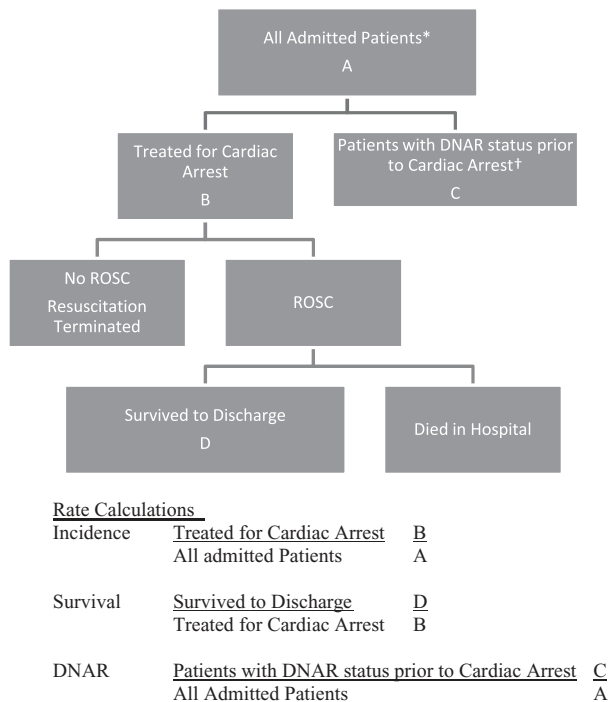 All Admitted Patients*
A
Treated for Cardiac
Arrest
B
Patients with DNAR status prior
to Cardiac Arrest†
C
No ROSC
Resuscitation
Terminated
ROSC
Survived to Discharge
D
Died in Hospital
Rate Calculations
Incidence Treated for Cardiac Arrest B
All admitted Patients A
Survival Survived to Discharge D
Treated for Cardiac Arrest B
DNAR Patients with DNAR status prior to Cardiac Arrest C
All Admitted Patients A